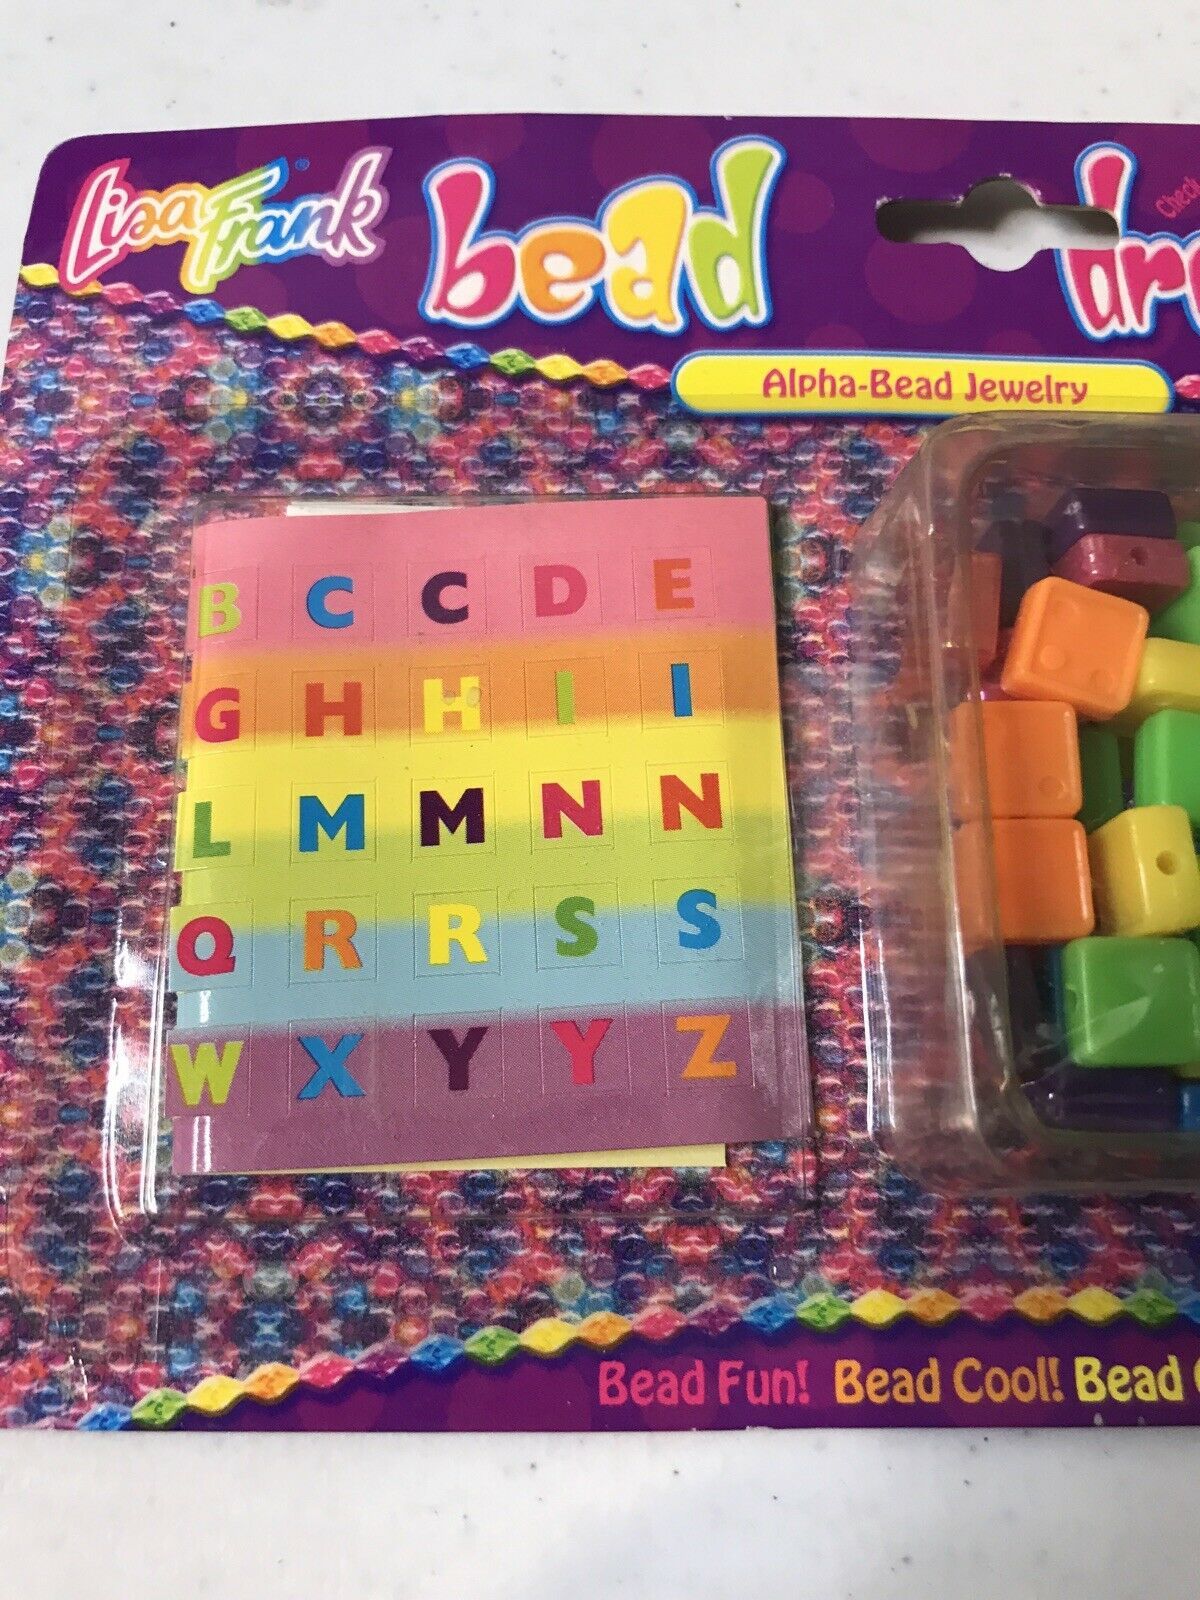 Lisa Frank®
bead
Alpha-Bead Jewelry
B C C D E
G H H I I
L M M N N
Q R R S S
W X Y Y Z
Bead Fun! Bead Cool! Bead